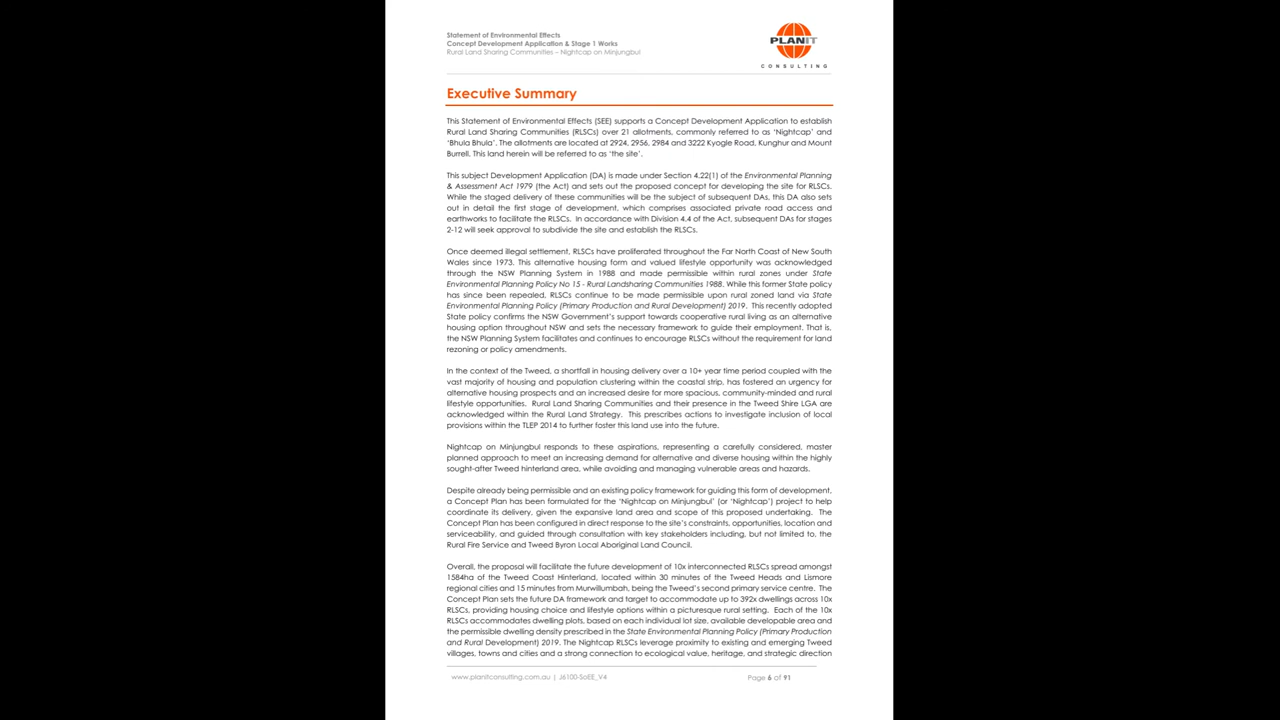 Statement of Environmental Effects
Concept Development Application & Stage 1 Works
Rural Land Sharing Communities – Nightcap on Minjungbul
PLANIT
CONSULTING
Executive Summary
This Statement of Environmental Effects (SEE) supports a Concept Development Application to establish
Rural Land Sharing Communities (RLSCs) over 21 allotments, commonly referred to as 'Nightcap' and
'Bhula Bhula'. The allotments are located at 2924, 2956, 2984 and 3222 Kyogle Road, Kunghur and Mount
Burrell. This land herein will be referred to as 'the site'.
This subject Development Application (DA) is made under Section 4.22(1) of the Environmental Planning
& Assessment Act 1979 (the Act) and sets out the proposed concept for developing the site for RLSCs.
While the staged delivery of these communities will be the subject of subsequent DAs, this DA also sets
out in detail the first stage of development, which comprises associated private road access and
earthworks to facilitate the RLSCs. In accordance with Division 4.4 of the Act, subsequent DAs for stages
2-12 will seek approval to subdivide the site and establish the RLSCs.
Once deemed illegal settlement, RLSCs have proliferated throughout the Far North Coast of New South
Wales since 1973. This alternative housing form and valued lifestyle opportunity was acknowledged
through the NSW Planning System in 1988 and made permissible within rural zones under State
Environmental Planning Policy No 15 - Rural Landsharing Communities 1988. While this former State policy
has since been repealed, RLSCs continue to be made permissible upon rural zoned land via State
Environmental Planning Policy (Primary Production and Rural Development) 2019. This recently adopted
State policy confirms the NSW Government's support towards cooperative rural living as an alternative
housing option throughout NSW and sets the necessary framework to guide their employment. That is,
the NSW Planning System facilitates and continues to encourage RLSCs without the requirement for land
rezoning or policy amendments.
In the context of the Tweed, a shortfall in housing delivery over a 10+ year time period coupled with the
vast majority of housing and population clustering within the coastal strip, has fostered an urgency for
alternative housing prospects and an increased desire for more spacious, community-minded and rural
lifestyle opportunities. Rural Land Sharing Communities and their presence in the Tweed Shire LGA are
acknowledged within the Rural Land Strategy. This prescribes actions to investigate inclusion of local
provisions within the TLEP 2014 to further foster this land use into the future.
Nightcap on Minjungbul responds to these aspirations, representing a carefully considered, master
planned approach to meet an increasing demand for alternative and diverse housing within the highly
sought-after Tweed hinterland area, while avoiding and managing vulnerable areas and hazards.
Despite already being permissible and an existing policy framework for guiding this form of development,
a Concept Plan has been formulated for the 'Nightcap on Minjungbul' (or 'Nightcap') project to help
coordinate its delivery, given the expansive land area and scope of this proposed undertaking. The
Concept Plan has been configured in direct response to the site's constraints, opportunities, location and
serviceability, and guided through consultation with key stakeholders including, but not limited to, the
Rural Fire Service and Tweed Byron Local Aboriginal Land Council.
Overall, the proposal will facilitate the future development of 10x interconnected RLSCs spread amongst
1584ha of the Tweed Coast Hinterland, located within 30 minutes of the Tweed Heads and Lismore
regional cities and 15 minutes from Murwillumbah, being the Tweed's second primary service centre. The
Concept Plan sets the future DA framework and target to accommodate up to 392x dwellings across 10x
RLSCs, providing housing choice and lifestyle options within a picturesque rural setting. Each of the 10x
RLSCs accommodates dwelling plots, based on each individual lot size, available developable area and
the permissible dwelling density prescribed in the State Environmental Planning Policy (Primary Production
and Rural Development) 2019. The Nightcap RLSCs leverage proximity to existing and emerging Tweed
villages, towns and cities and a strong connection to ecological value, heritage, and strategic direction
www.planitconsulting.com.au | J6100-SoEE_V4
Page 6 of 91